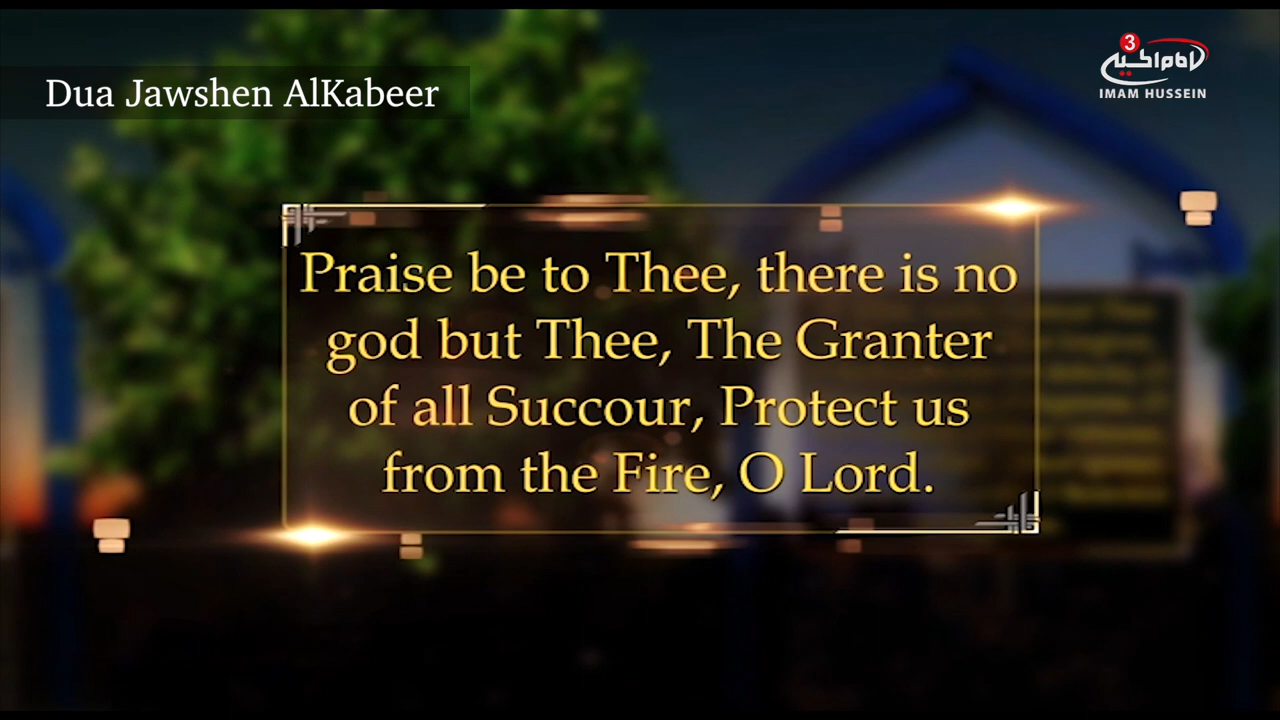 Dua Jawshen AlKabeer
3
IMAM HUSSEIN
Praise be to Thee, there is no
god but Thee, The Granter
of all Succour, Protect us
from the Fire, O Lord.